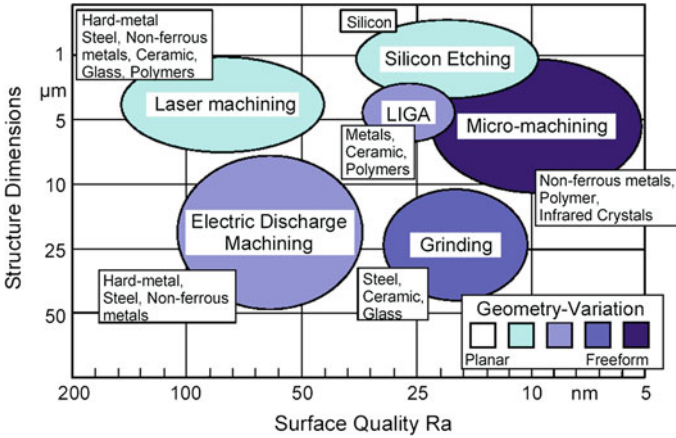 Hard-metal
Steel, Non-ferrous
metals, Ceramic,
Glass, Polymers
Silicon
Silicon Etching
Laser machining
LIGA
Micro-machining
Metals,
Ceramic,
Polymers
Non-ferrous metals,
Polymer,
Infrared Crystals
Electric Discharge
Machining
Grinding
Hard-metal,
Steel, Non-ferrous
metals
Steel,
Ceramic,
Glass
Geometry-Variation
Planar Freeform
Structure Dimensions
1
µm
5
10
25
50
200 100 50 25 10 nm 5
Surface Quality Ra